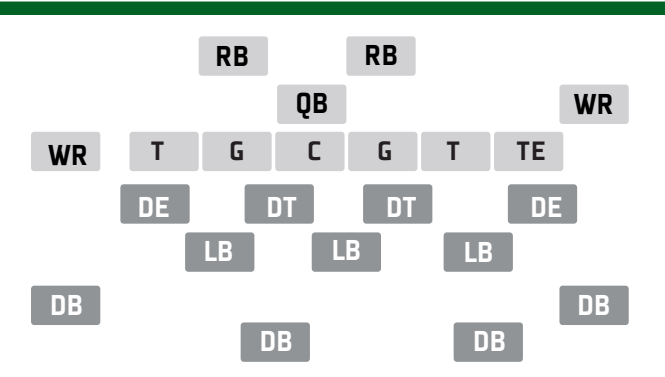 RB RB
QB WR
WR T G C G T TE
DE DT DT DE
LB LB LB
DB DB
DB DB